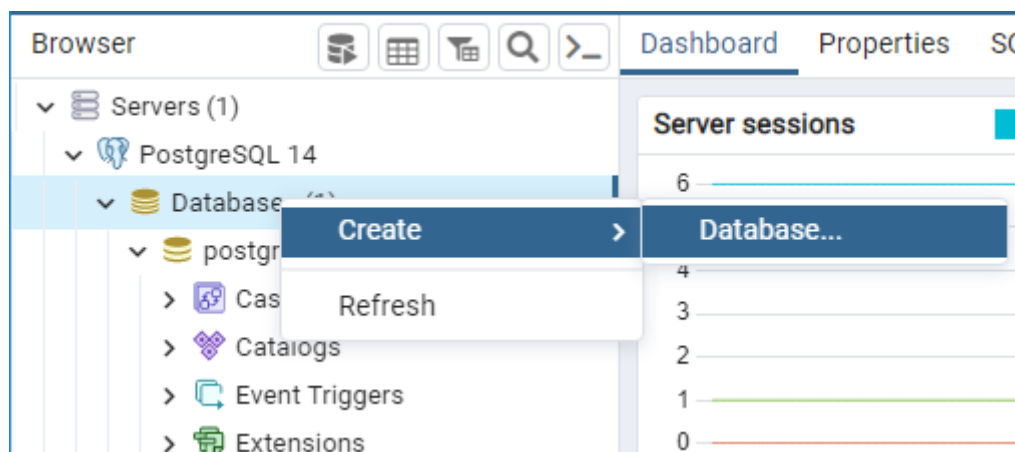 Browser
Dashboard Properties
Servers (1)
PostgreSQL 14
Server sessions
6
Create
Database...
4
Refresh
3
Catalogs
2
Event Triggers
1
Extensions
0